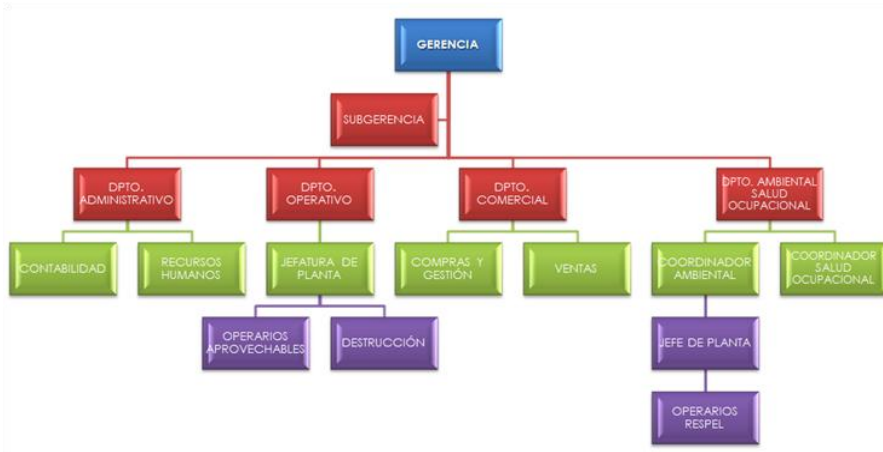 GERENCIA
SUBGERENCIA
DPTO.
ADMINISTRATIVO
DPTO.
OPERATIVO
DPTO.
COMERCIAL
DPTO. AMBIENTAL
SALUD
OCUPACIONAL
CONTABILIDAD
RECURSOS
HUMANOS
JEFATURA DE
PLANTA
COMPRAS Y
GESTIÓN
VENTAS
COORDINADOR
AMBIENTAL
COORDINADOR
SALUD
OCUPACIONAL
OPERARIOS
APROVECHABLES
DESTRUCCIÓN
JEFE DE PLANTA
OPERARIOS
RESPEL